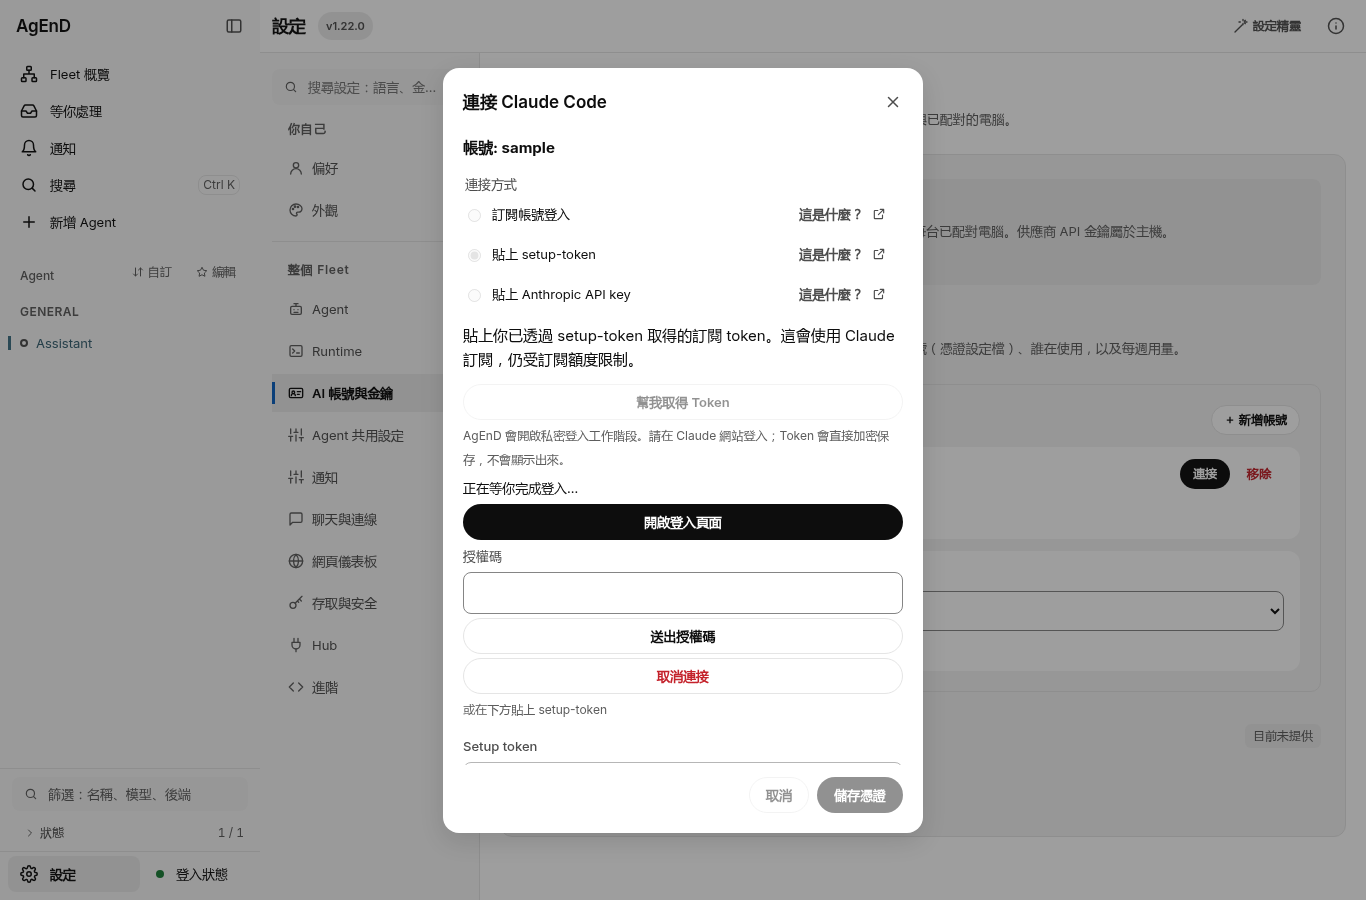 AgEnD
Fleet 概覽
等你處理
通知
搜尋
Ctrl K
新增 Agent
Agent
自訂
編輯
GENERAL
Assistant
篩選：名稱、模型、後端
狀態
1 / 1
設定
登入狀態
設定
v1.22.0
設定精靈
搜尋設定：語言、金...
你自己
偏好
外觀
整個 Fleet
Agent
Runtime
AI 帳號與金鑰
Agent 共用設定
通知
聊天與連線
網頁儀表板
存取與安全
Hub
進階
已配對的電腦。
台已配對電腦。供應商 API 金鑰屬於主機。
（憑證設定檔）、誰在使用，以及每週用量。
+ 新增帳號
連接
移除
目前未提供
連接 Claude Code
帳號: sample
連接方式
訂閱帳號登入
這是什麼？
貼上 setup-token
這是什麼？
貼上 Anthropic API key
這是什麼？
貼上你已透過 setup-token 取得的訂閱 token。這會使用 Claude
訂閱，仍受訂閱額度限制。
幫我取得 Token
AgEnD 會開啟私密登入工作階段。請在 Claude 網站登入；Token 會直接加密保
存，不會顯示出來。
正在等你完成登入...
開啟登入頁面
授權碼
送出授權碼
取消連接
或在下方貼上 setup-token
Setup token
取消
儲存憑證